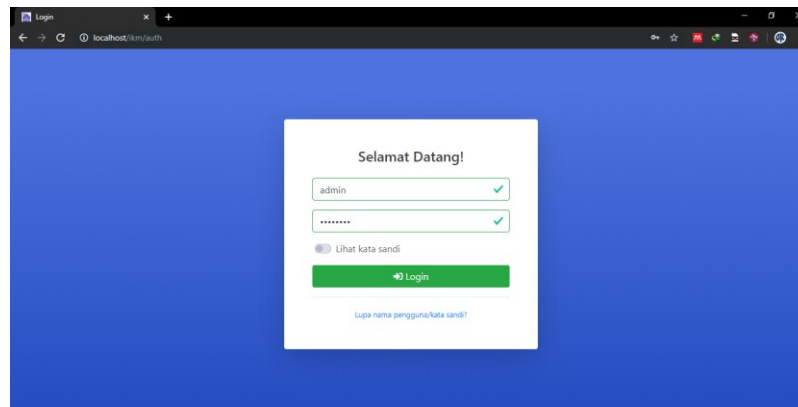 Login
localhost/ikm/auth
Selamat Datang!
admin
Lihat kata sandi
Login
Lupa nama pengguna/kata sandi?